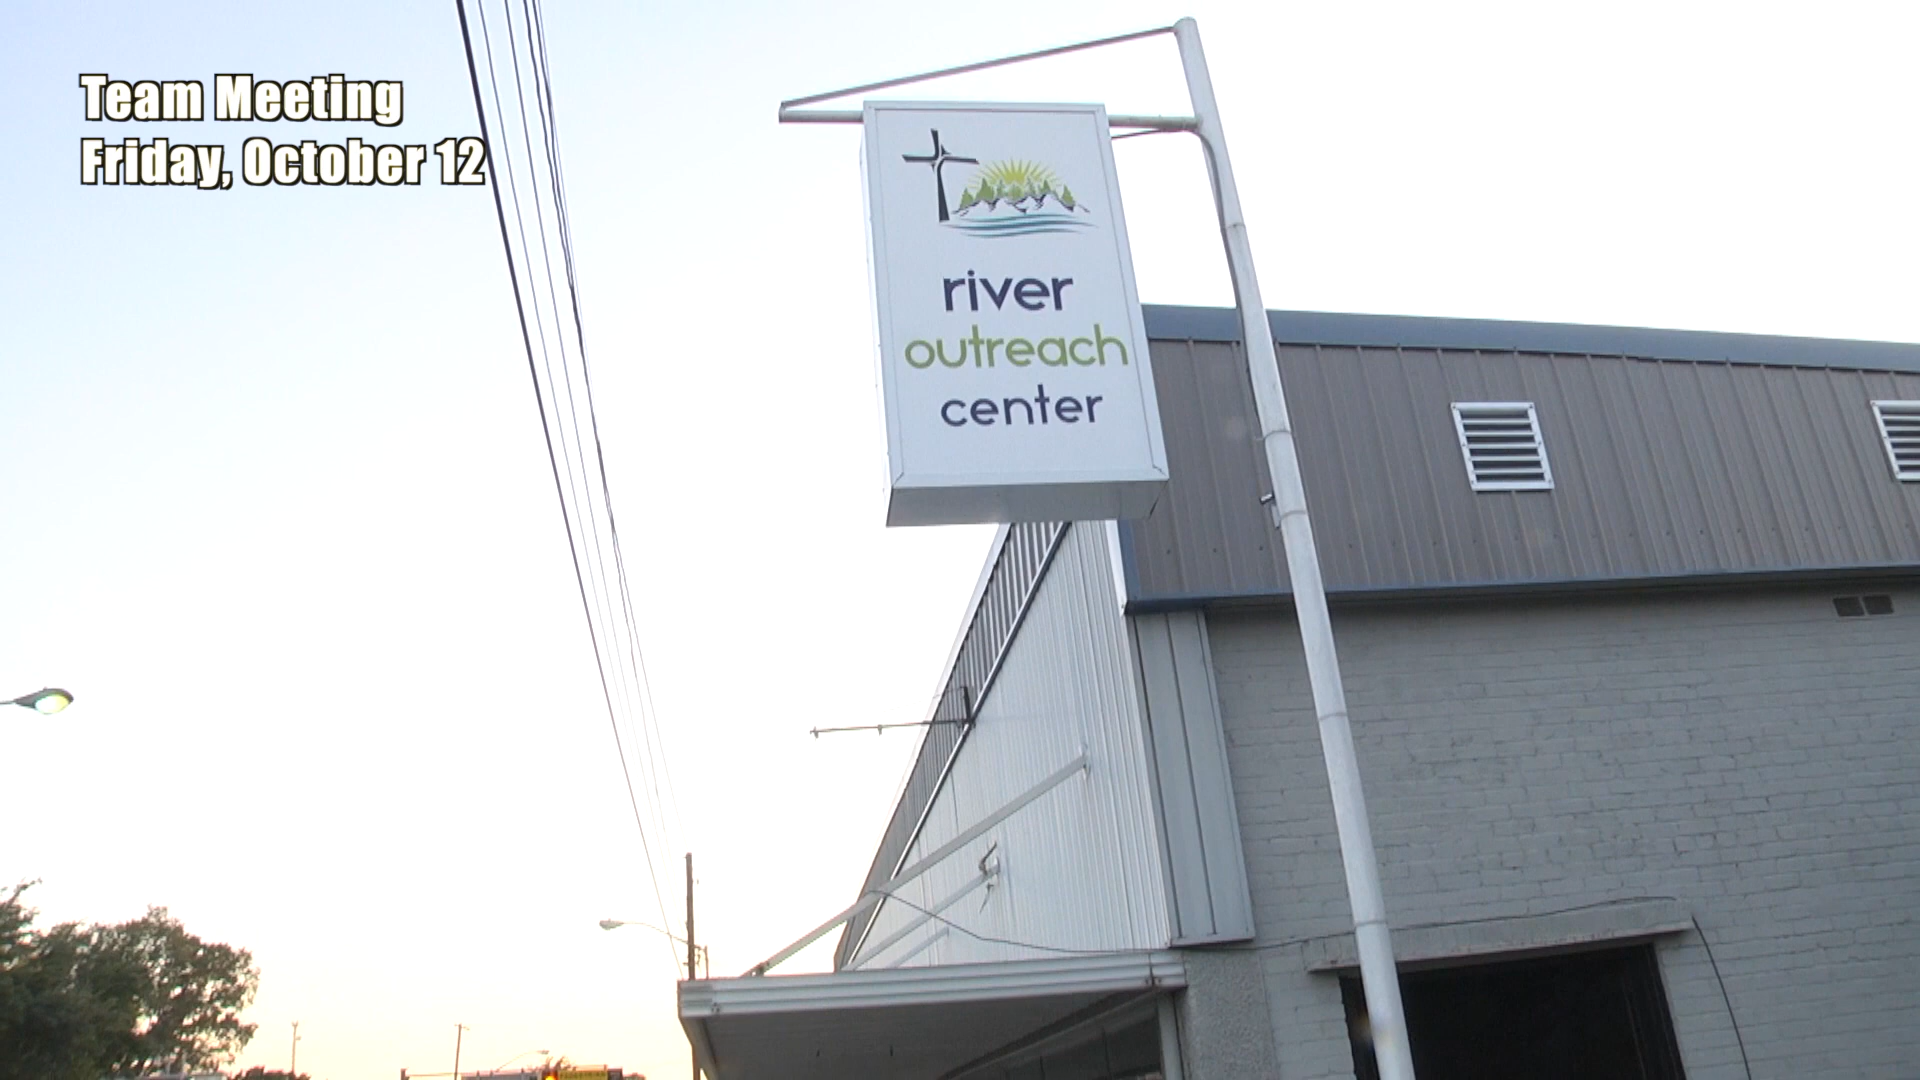 Team Meeting
Friday, October 12
river
outreach
center